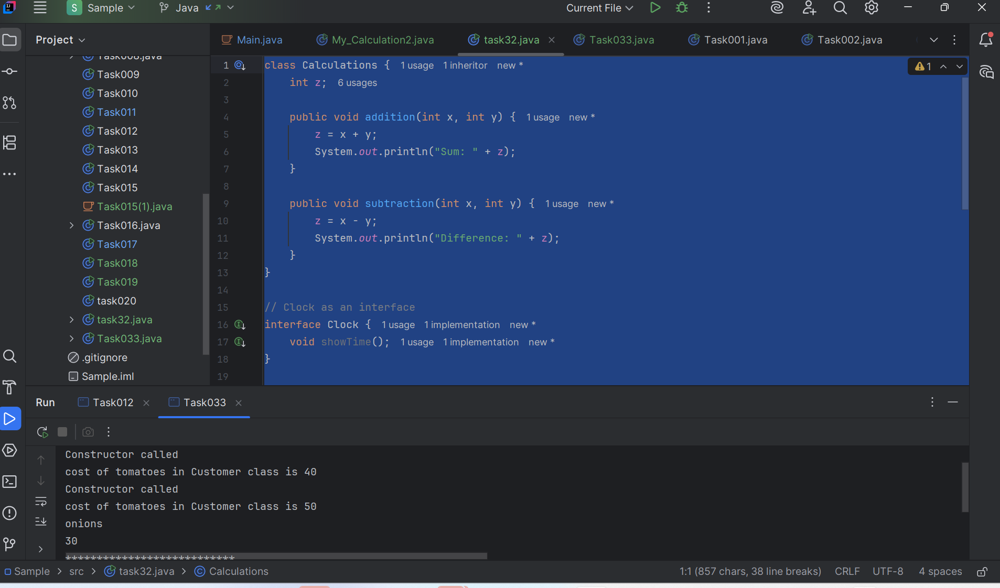 S Sample Java Current File
Project
Main.java My_Calculation2.java task32.java Task033.java Task001.java Task002.java
Task008.java
Task009
Task010
Task011
Task012
Task013
Task014
Task015
Task015(1).java
Task016.java
Task017
Task018
Task019
task020
task32.java
Task033.java
.gitignore
Sample.iml
1 class Calculations { 1 usage 1 inheritor new *
2 int z; 6 usages
3
4 public void addition(int x, int y) { 1 usage new *
5 z = x + y;
6 System.out.println("Sum: " + z);
7 }
8
9 public void subtraction(int x, int y) { 1 usage new *
10 z = x - y;
11 System.out.println("Difference: " + z);
12 }
13 }
14
15 // Clock as an interface
16 interface Clock { 1 usage 1 implementation new *
17 void showTime(); 1 usage 1 implementation new *
18 }
19
1
Run Task012 Task033
Constructor called
cost of tomatoes in Customer class is 40
Constructor called
cost of tomatoes in Customer class is 50
onions
30
***************************
Sample > src > task32.java > Calculations 1:1 (857 chars, 38 line breaks) CRLF UTF-8 4 spaces